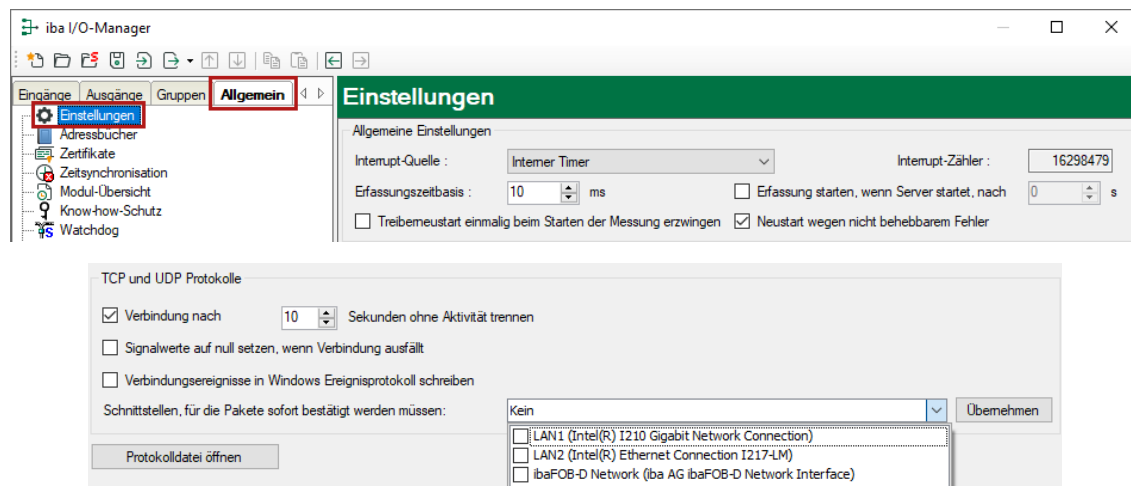 iba I/O-Manager
Eingänge Ausgänge Gruppen Allgemein
Einstellungen
Adressbücher
Zertifikate
Zeitsynchronisation
Modul-Übersicht
Know-how-Schutz
Watchdog
Einstellungen
Allgemeine Einstellungen
Interrupt-Quelle : Interner Timer Interrupt-Zähler : 16298479
Erfassungszeitbasis : 10 ms Erfassung starten, wenn Server startet, nach 0 s
Treiberneustart einmalig beim Starten der Messung erzwingen Neustart wegen nicht behebbarem Fehler
TCP und UDP Protokolle
Verbindung nach 10 Sekunden ohne Aktivität trennen
Signalwerte auf null setzen, wenn Verbindung ausfällt
Verbindungsereignisse in Windows Ereignisprotokoll schreiben
Schnittstellen, für die Pakete sofort bestätigt werden müssen: Kein Übernehmen
LAN1 (Intel(R) I210 Gigabit Network Connection)
LAN2 (Intel(R) Ethernet Connection I217-LM)
ibaFOB-D Network (iba AG ibaFOB-D Network Interface)
Protokolldatei öffnen